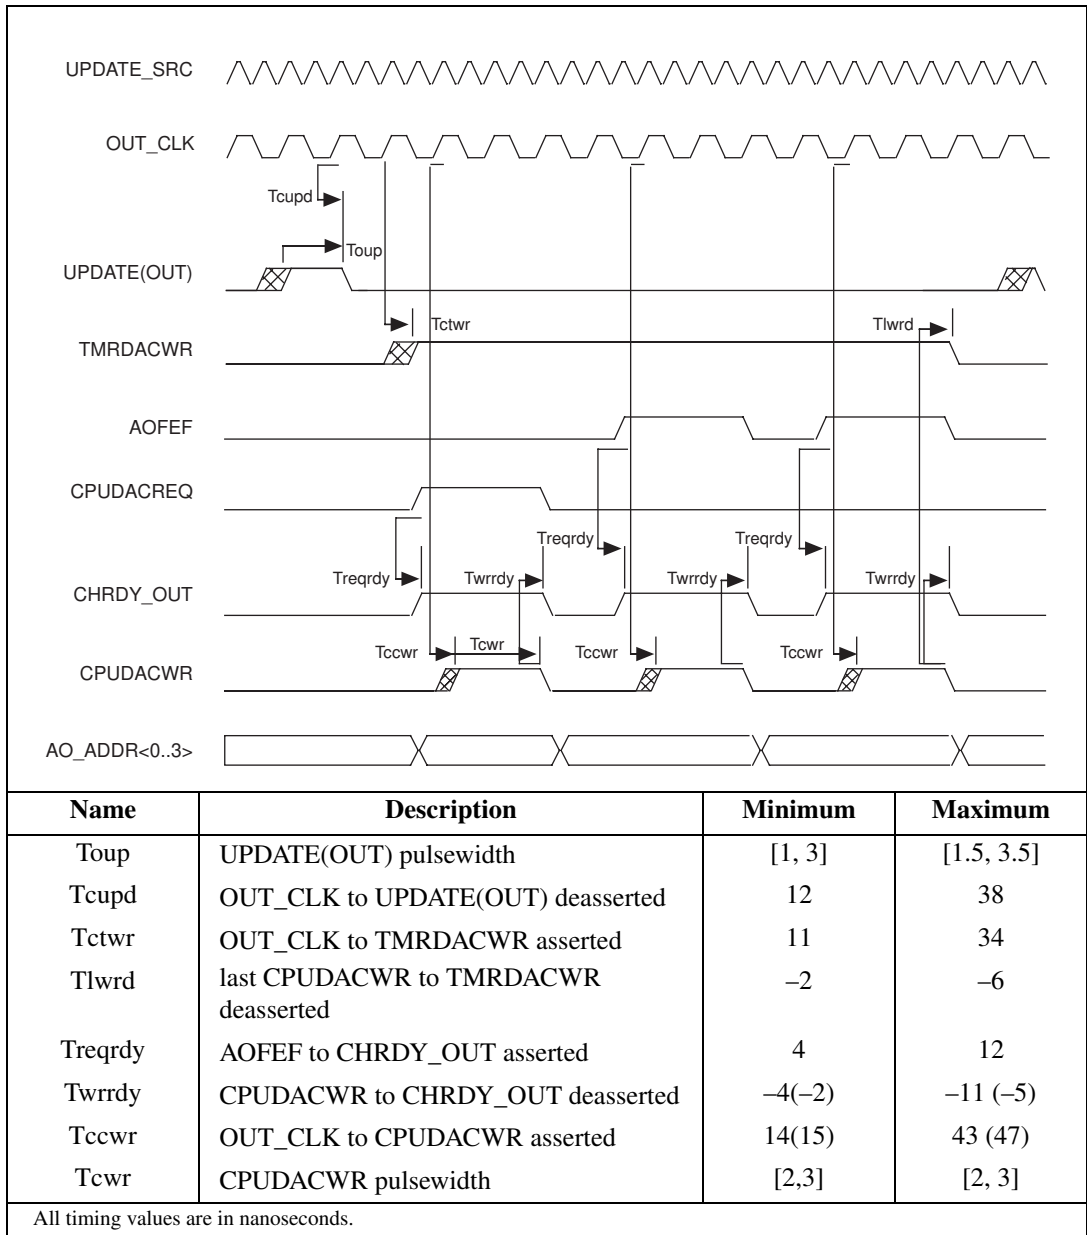 UPDATE_SRC
OUT_CLK
Tcupd
Toup
UPDATE(OUT)
Tctwr
Tlwrd
TMRDACWR
AOFEF
CPUDACREQ
Treqrdy
Treqrdy
Treqrdy
Twrrdy
Twrrdy
Twrrdy
CHRDY_OUT
Tccwr
Tcwr
Tccwr
Tccwr
CPUDACWR
AO_ADDR<0..3>
Name Description Minimum Maximum
Toup UPDATE(OUT) pulsewidth [1, 3] [1.5, 3.5]
Tcupd OUT_CLK to UPDATE(OUT) deasserted 12 38
Tctwr OUT_CLK to TMRDACWR asserted 11 34
Tlwrd last CPUDACWR to TMRDACWR –2 –6
deasserted
Treqrdy AOFEF to CHRDY_OUT asserted 4 12
Twrrdy CPUDACWR to CHRDY_OUT deasserted –4(–2) –11 (–5)
Tccwr OUT_CLK to CPUDACWR asserted 14(15) 43 (47)
Tcwr CPUDACWR pulsewidth [2,3] [2, 3]
All timing values are in nanoseconds.